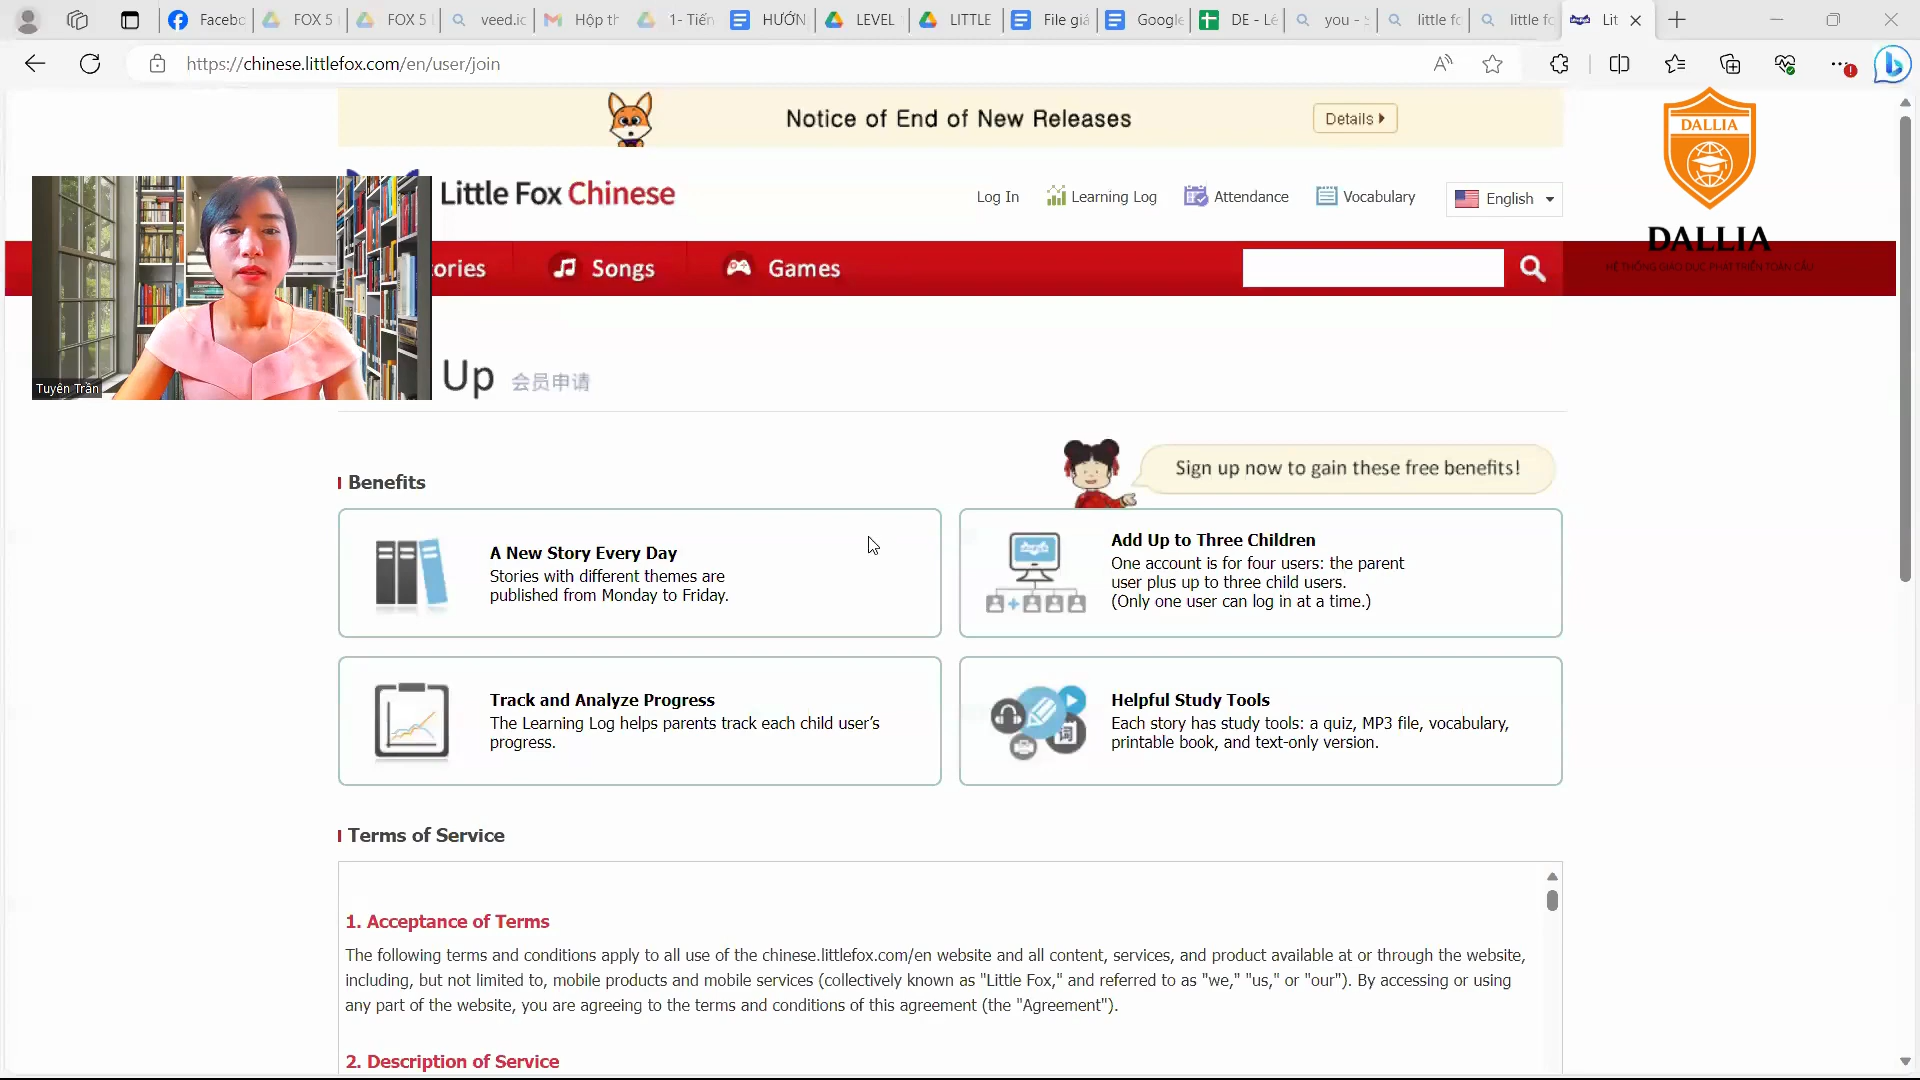 Faceb
FOX 5
FOX 5
veed.ic
Hộp th
1- Tiến
HƯỚN
LEVEL
LITTLE
File giá
Google
DE - Lê
you -
little fo
little fo
Lit
https://chinese.littlefox.com/en/user/join
Notice of End of New Releases
Details
DALLIA
Little Fox Chinese
Log In
Learning Log
Attendance
Vocabulary
English
DALLIA
HỆ THỐNG GIÁO DỤC PHÁT TRIỂN TOÀN CẦU
ories
Songs
Games
Tuyên Trần
Up 会员申请
Sign up now to gain these free benefits!
Benefits
A New Story Every Day
Stories with different themes are
published from Monday to Friday.
Add Up to Three Children
One account is for four users: the parent
user plus up to three child users.
(Only one user can log in at a time.)
Track and Analyze Progress
The Learning Log helps parents track each child user’s
progress.
词
Helpful Study Tools
Each story has study tools: a quiz, MP3 file, vocabulary,
printable book, and text-only version.
Terms of Service
1. Acceptance of Terms
The following terms and conditions apply to all use of the chinese.littlefox.com/en website and all content, services, and product available at or through the website,
including, but not limited to, mobile products and mobile services (collectively known as "Little Fox," and referred to as "we," "us," or "our"). By accessing or using
any part of the website, you are agreeing to the terms and conditions of this agreement (the "Agreement").
2. Description of Service